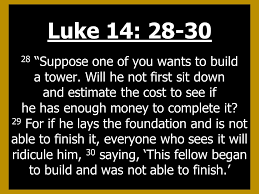 Luke 14: 28-30
28 “Suppose one of you wants to build
a tower. Will he not first sit down
and estimate the cost to see if
he has enough money to complete it?
29 For if he lays the foundation and is not
able to finish it, everyone who sees it will
ridicule him, 30 saying, ‘This fellow began
to build and was not able to finish.’